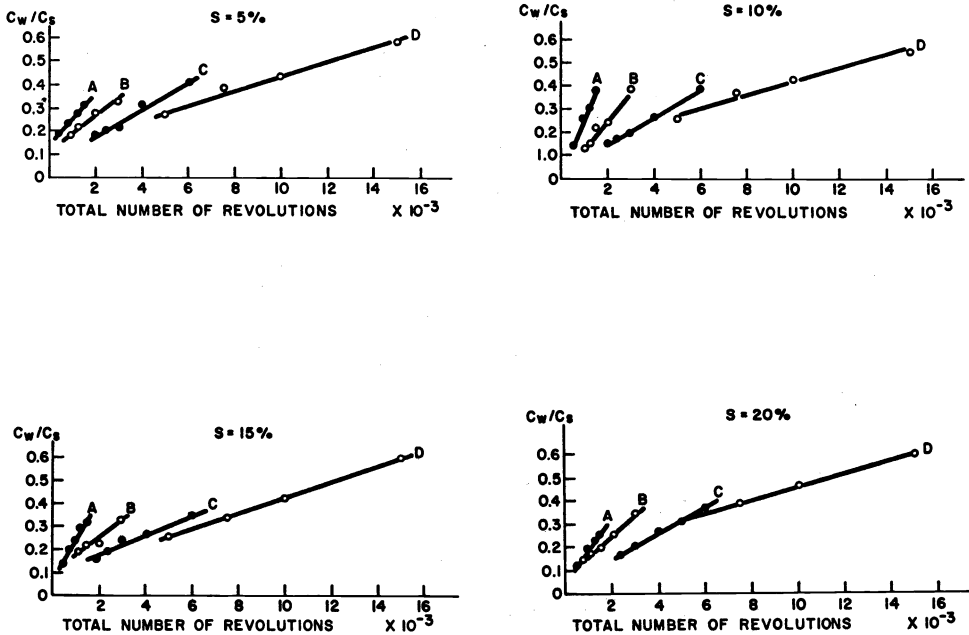 Cw/Cs
S = 5%
0.6
0.5
0.4
0.3
0.2
0.1
0
A
B
C
D
2 4 6 8 10 12 14 16
TOTAL NUMBER OF REVOLUTIONS X 10-3
Cw/Cs
S = 10%
0.6
0.5
0.4
0.3
0.2
1.0
0
A
B
C
D
2 4 6 8 10 12 14 16
TOTAL NUMBER OF REVOLUTIONS X 10-3
Cw/Cs
S = 15%
0.6
0.5
0.4
0.3
0.2
0.1
0
A
B
C
D
2 4 6 8 10 12 14 16
TOTAL NUMBER OF REVOLUTIONS X 10-3
Cw/Cs
S = 20%
0.6
0.5
0.4
0.3
0.2
0.1
0
A
B
C
D
2 4 6 8 10 12 14 16
TOTAL NUMBER OF REVOLUTIONS X 10-3